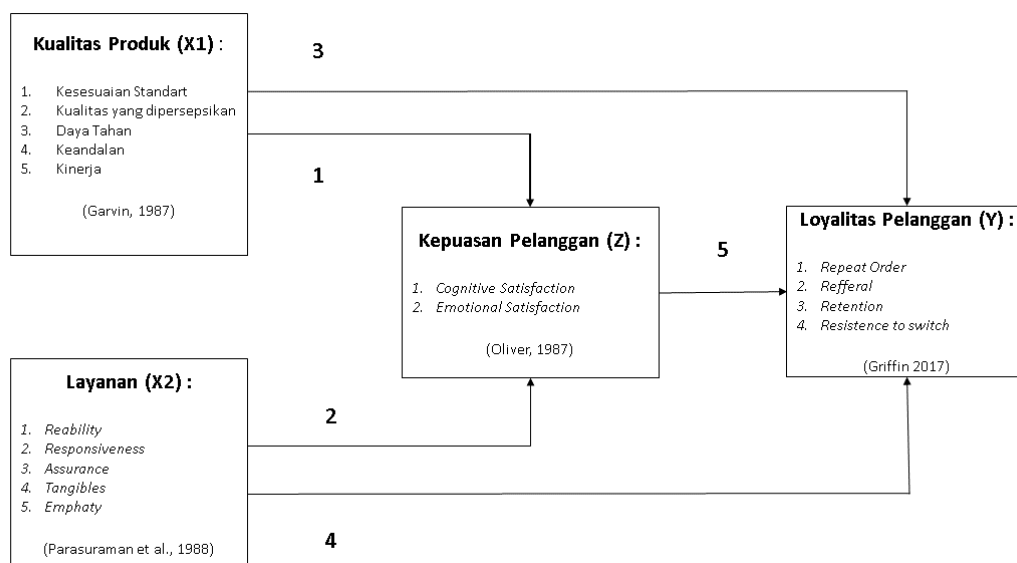 Kualitas Produk (X1) :
1. Kesesuaian Standart
2. Kualitas yang dipersepsikan
3. Daya Tahan
4. Keandalan
5. Kinerja
(Garvin, 1987)
3
1
Kepuasan Pelanggan (Z) :
1. Cognitive Satisfaction
2. Emotional Satisfaction
(Oliver, 1987)
5
Loyalitas Pelanggan (Y) :
1. Repeat Order
2. Refferal
3. Retention
4. Resistence to switch
(Griffin 2017)
Layanan (X2) :
1. Reability
2. Responsiveness
3. Assurance
4. Tangibles
5. Emphaty
(Parasuraman et al., 1988)
2
4